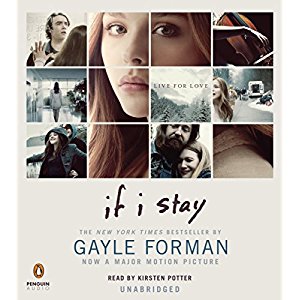 LIVE FOR LOVE
if i stay
THE NEW YORK TIMES BESTSELLER BY
GAYLE FORMAN
NOW A MAJOR MOTION PICTURE
READ BY KIRSTEN POTTER
UNABRIDGED
PENGUIN
AUDIO